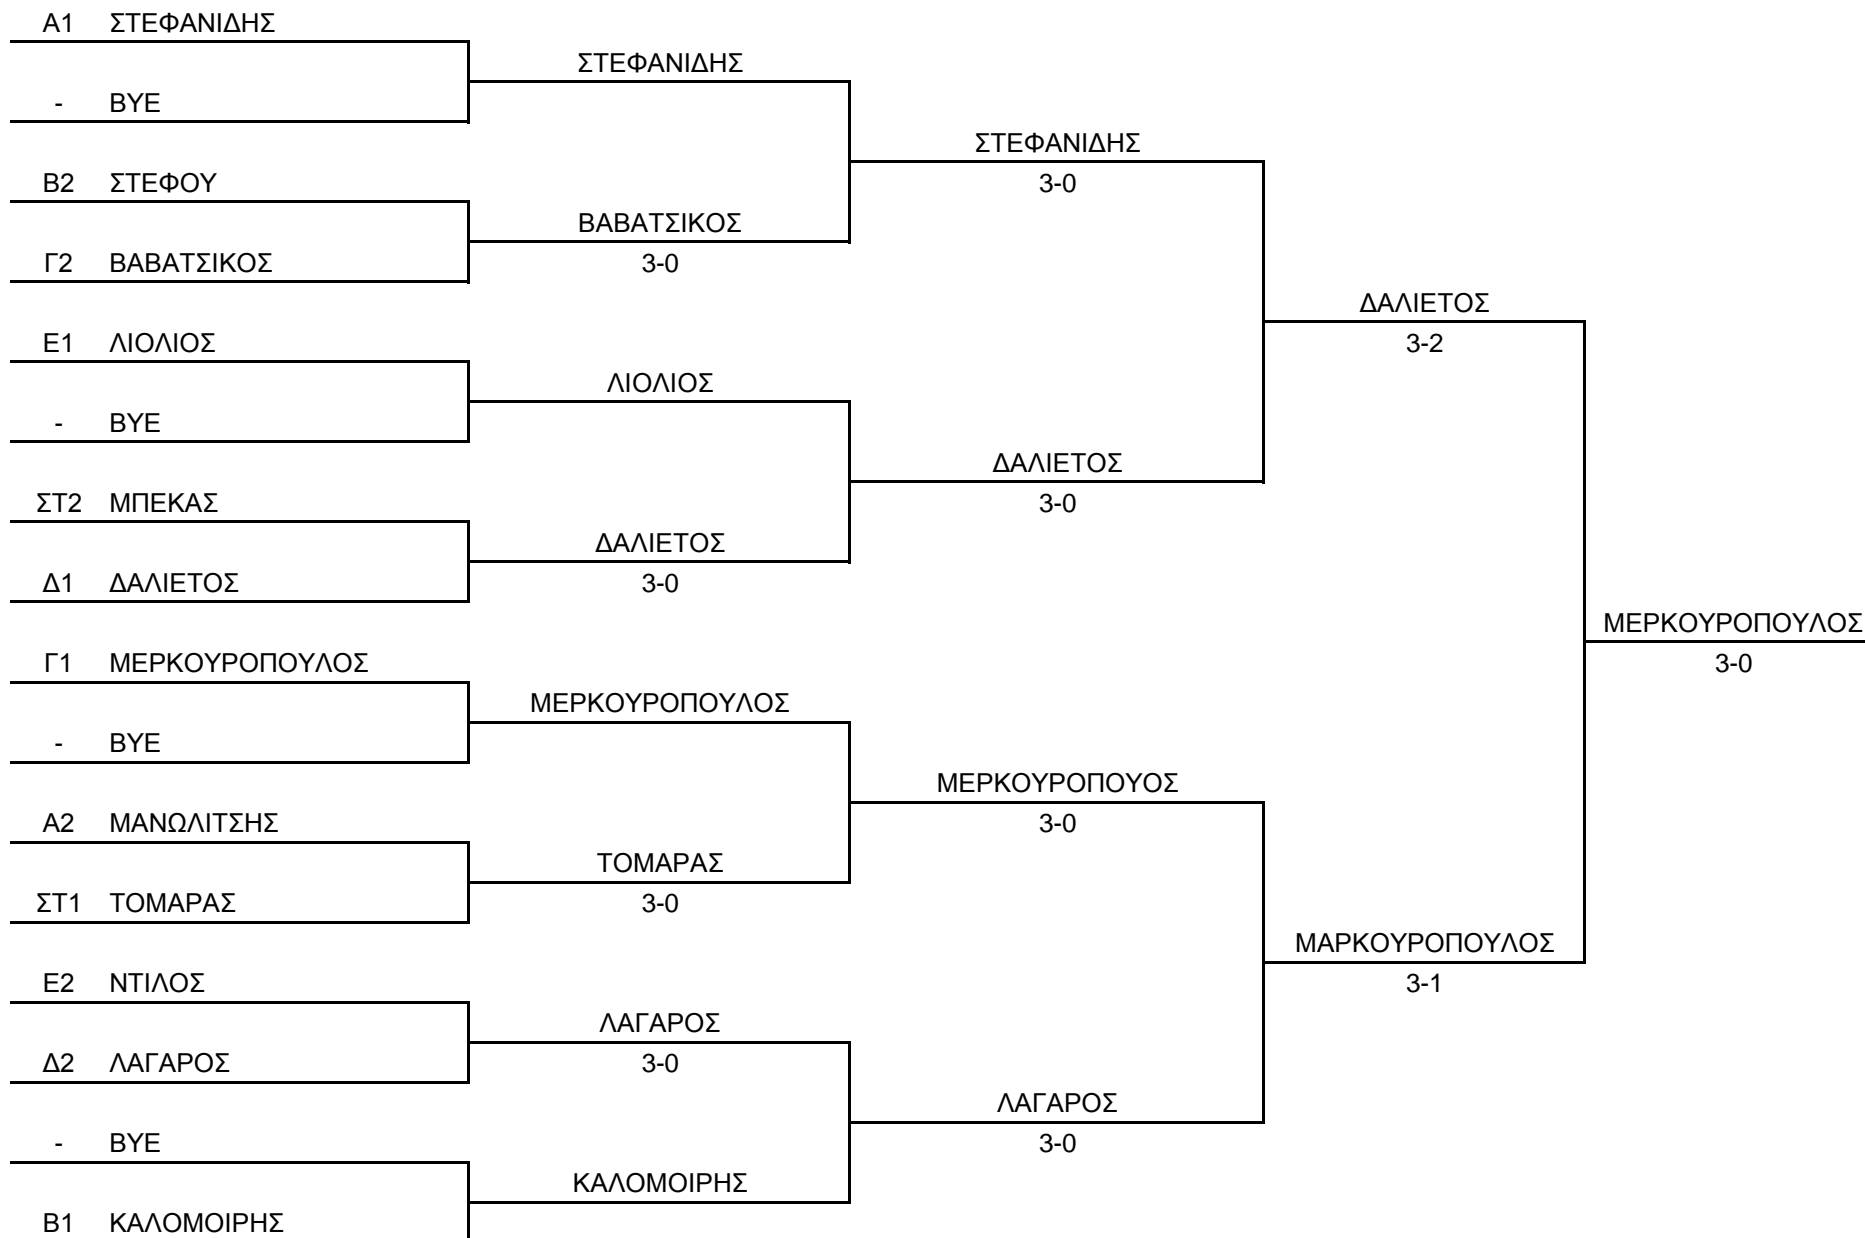 Α1 ΣΤΕΦΑΝΙΔΗΣ
ΣΤΕΦΑΝΙΔΗΣ
- BYE
ΣΤΕΦΑΝΙΔΗΣ
Β2 ΣΤΕΦΟΥ
3-0
ΒΑΒΑΤΣΙΚΟΣ
Γ2 ΒΑΒΑΤΣΙΚΟΣ
3-0
ΔΑΛΙΕΤΟΣ
Ε1 ΛΙΟΛΙΟΣ
3-2
ΛΙΟΛΙΟΣ
- BYE
ΔΑΛΙΕΤΟΣ
ΣΤ2 ΜΠΕΚΑΣ
3-0
ΔΑΛΙΕΤΟΣ
Δ1 ΔΑΛΙΕΤΟΣ
3-0
ΜΕΡΚΟΥΡΟΠΟΥΛΟΣ
Γ1 ΜΕΡΚΟΥΡΟΠΟΥΛΟΣ
3-0
ΜΕΡΚΟΥΡΟΠΟΥΛΟΣ
- BYE
ΜΕΡΚΟΥΡΟΠΟΥΟΣ
Α2 ΜΑΝΩΛΙΤΣΗΣ
3-0
ΤΟΜΑΡΑΣ
ΣΤ1 ΤΟΜΑΡΑΣ
3-0
ΜΑΡΚΟΥΡΟΠΟΥΛΟΣ
Ε2 ΝΤΙΛΟΣ
3-1
ΛΑΓΑΡΟΣ
Δ2 ΛΑΓΑΡΟΣ
3-0
ΛΑΓΑΡΟΣ
- BYE
3-0
ΚΑΛΟΜΟΙΡΗΣ
Β1 ΚΑΛΟΜΟΙΡΗΣ